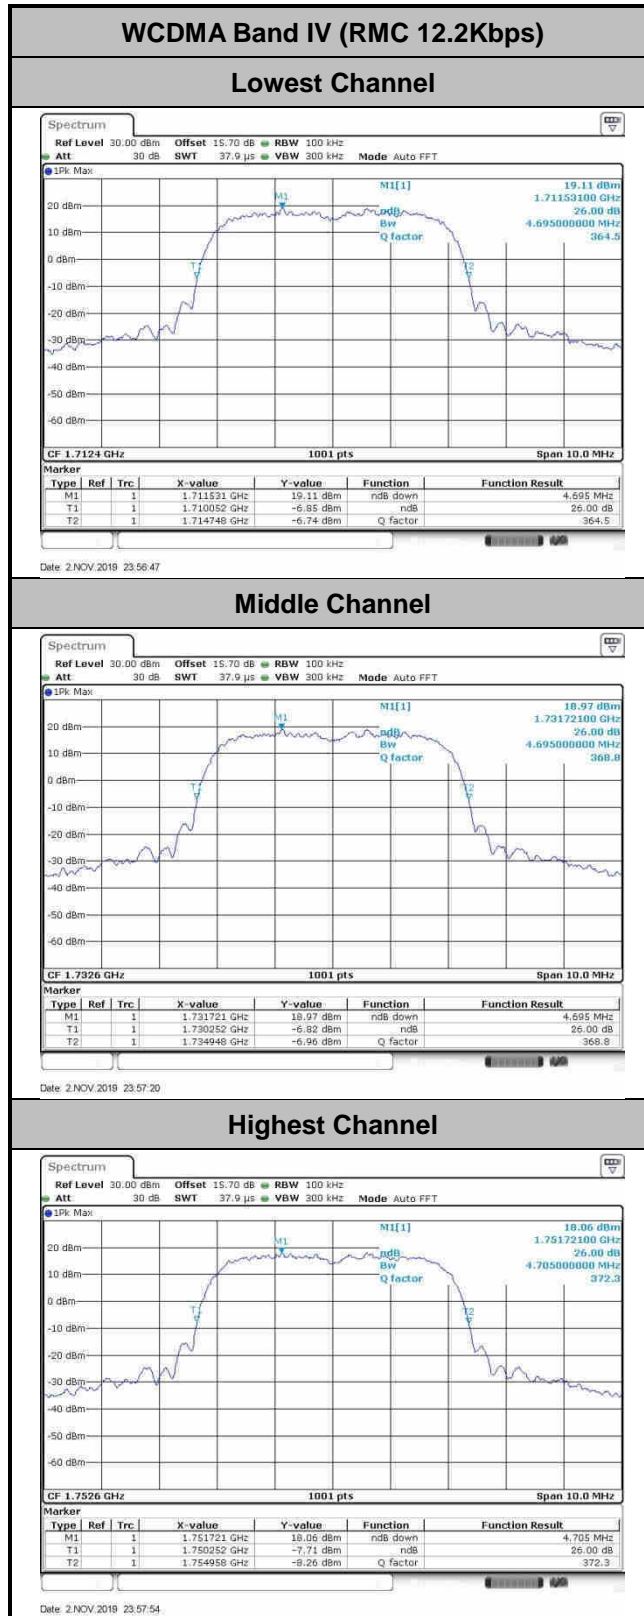 WCDMA Band IV (RMC 12.2Kbps)
Lowest Channel
Spectrum
Ref Level 30.00 dBm Offset 15.70 dB RBW 100 kHz
Att 30 dB SWT 37.9 µs VBW 300 kHz Mode Auto FFT
1Pk Max
M1[1] 19.11 dBm
1.71153100 GHz
ndB 26.00 dB
Bw 4.695000000 MHz
Q factor 364.5
M1
T1
T2
20 dBm
10 dBm
0 dBm
-10 dBm
-20 dBm
-30 dBm
-40 dBm
-50 dBm
-60 dBm
CF 1.7124 GHz 1001 pts Span 10.0 MHz
Marker
Type Ref Trc X-value Y-value Function Function Result
M1 1 1.711531 GHz 19.11 dBm ndB down 4.695 MHz
T1 1 1.710052 GHz -6.85 dBm ndB 26.00 dB
T2 1 1.714748 GHz -6.74 dBm Q factor 364.5
Date: 2.NOV.2019 23:56:47
Middle Channel
Spectrum
Ref Level 30.00 dBm Offset 15.70 dB RBW 100 kHz
Att 30 dB SWT 37.9 µs VBW 300 kHz Mode Auto FFT
1Pk Max
M1[1] 18.97 dBm
1.73172100 GHz
ndB 26.00 dB
Bw 4.695000000 MHz
Q factor 368.8
M1
T1
T2
20 dBm
10 dBm
0 dBm
-10 dBm
-20 dBm
-30 dBm
-40 dBm
-50 dBm
-60 dBm
CF 1.7326 GHz 1001 pts Span 10.0 MHz
Marker
Type Ref Trc X-value Y-value Function Function Result
M1 1 1.731721 GHz 18.97 dBm ndB down 4.695 MHz
T1 1 1.730252 GHz -6.82 dBm ndB 26.00 dB
T2 1 1.734948 GHz -6.96 dBm Q factor 368.8
Date: 2.NOV.2019 23:57:20
Highest Channel
Spectrum
Ref Level 30.00 dBm Offset 15.70 dB RBW 100 kHz
Att 30 dB SWT 37.9 µs VBW 300 kHz Mode Auto FFT
1Pk Max
M1[1] 18.06 dBm
1.75172100 GHz
ndB 26.00 dB
Bw 4.705000000 MHz
Q factor 372.3
M1
T1
T2
20 dBm
10 dBm
0 dBm
-10 dBm
-20 dBm
-30 dBm
-40 dBm
-50 dBm
-60 dBm
CF 1.7526 GHz 1001 pts Span 10.0 MHz
Marker
Type Ref Trc X-value Y-value Function Function Result
M1 1 1.751721 GHz 18.06 dBm ndB down 4.705 MHz
T1 1 1.750252 GHz -7.71 dBm ndB 26.00 dB
T2 1 1.754958 GHz -8.26 dBm Q factor 372.3
Date: 2.NOV.2019 23:57:54